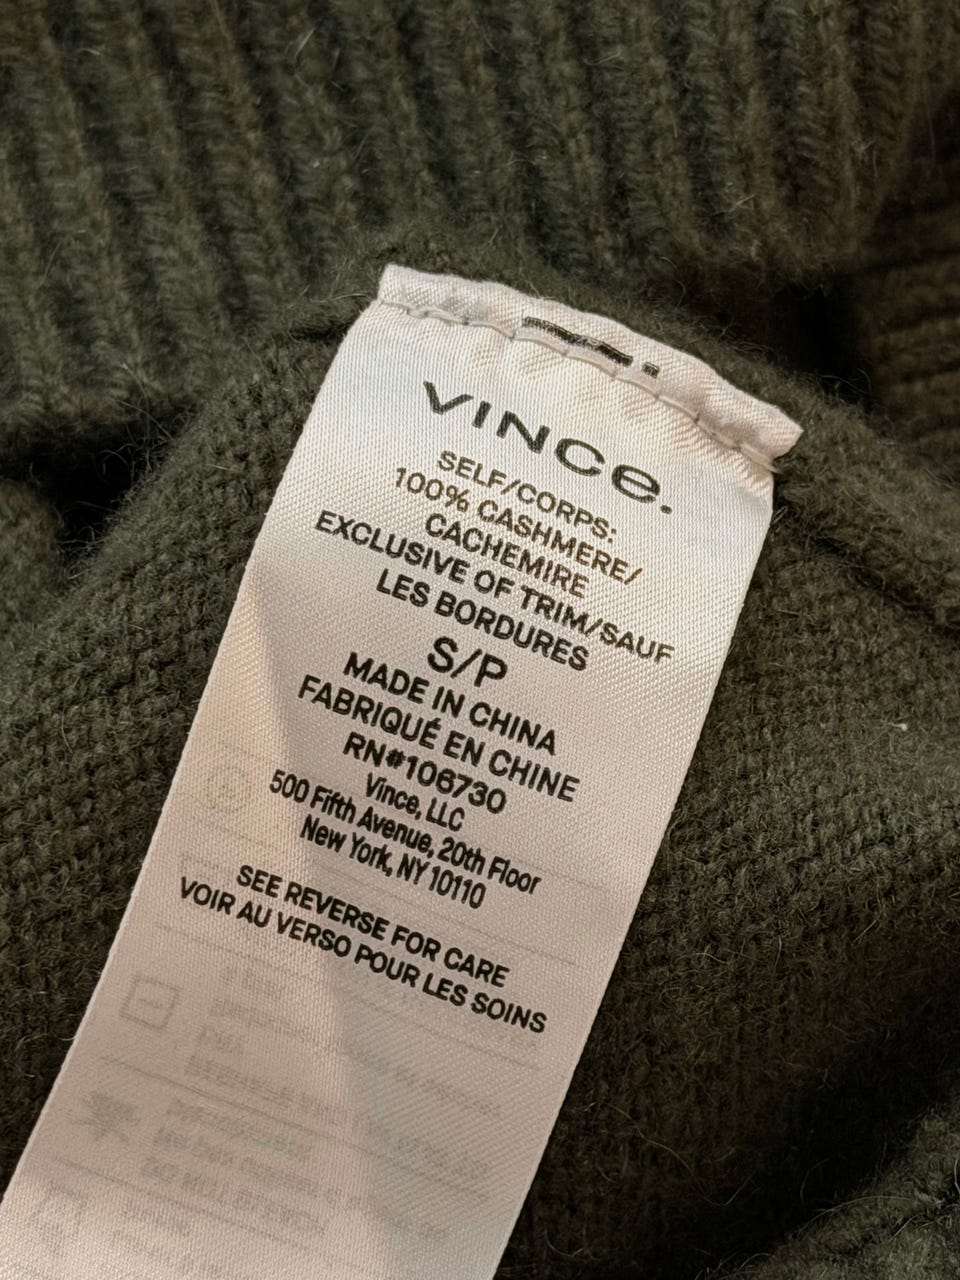 VINCe.
SELF/CORPS:
100% CASHMERE/
CACHEMIRE
EXCLUSIVE OF TRIM/SAUF
LES BORDURES
S/P
MADE IN CHINA
FABRIQUÉ EN CHINE
RN#106730
Vince, LLC
500 Fifth Avenue, 20th Floor
New York, NY 10110
SEE REVERSE FOR CARE
VOIR AU VERSO POUR LES SOINS